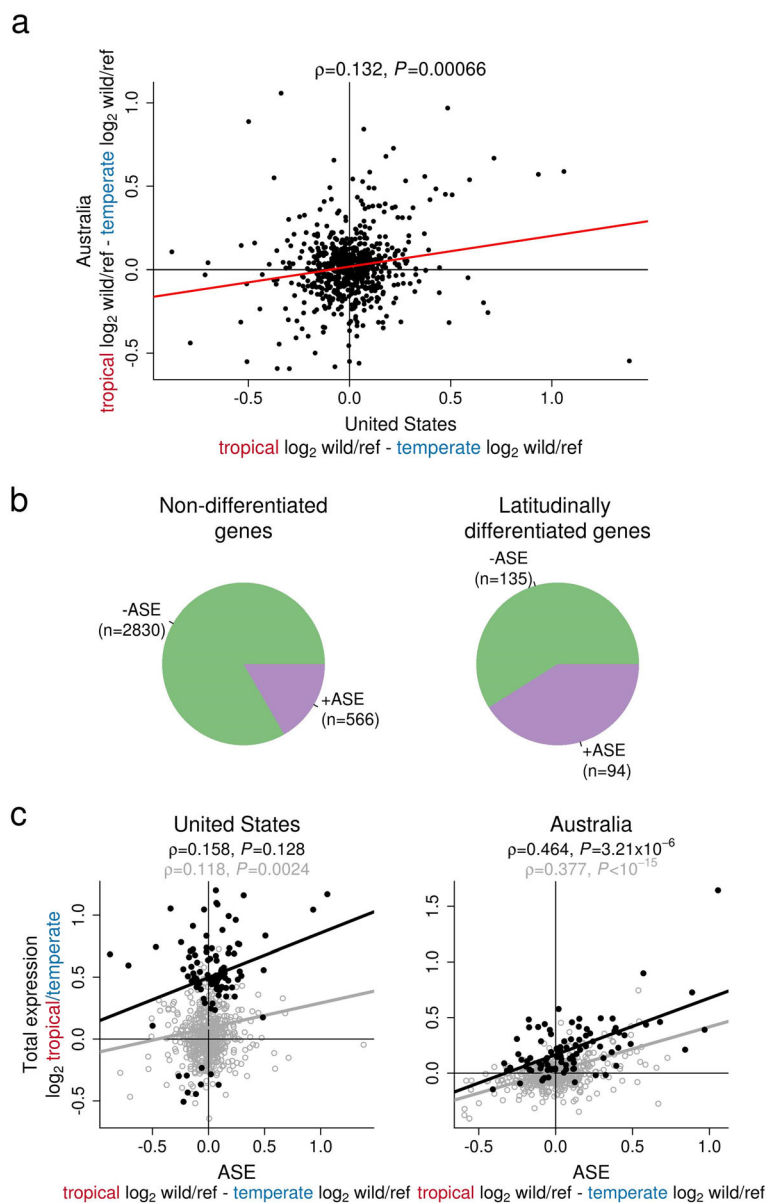 a
ρ=0.132, P=0.00066
Australia
tropical log2 wild/ref - temperate log2 wild/ref
1.0
0.5
0.0
-0.5
-0.5 0.0 0.5 1.0
United States
tropical log2 wild/ref - temperate log2 wild/ref
b
Non-differentiated
genes
Latitudinally
differentiated genes
-ASE
(n=2830)
+ASE
(n=566)
-ASE
(n=135)
+ASE
(n=94)
c
United States
ρ=0.158, P=0.128
ρ=0.118, P=0.0024
Total expression
log2 tropical/temperate
1.0
0.5
0.0
-0.5
-0.5 0.0 0.5 1.0
ASE
tropical log2 wild/ref - temperate log2 wild/ref
Australia
ρ=0.464, P=3.21x10−6
ρ=0.377, P<10−15
1.5
1.0
0.5
0.0
-0.5 0.0 0.5 1.0
ASE
tropical log2 wild/ref - temperate log2 wild/ref